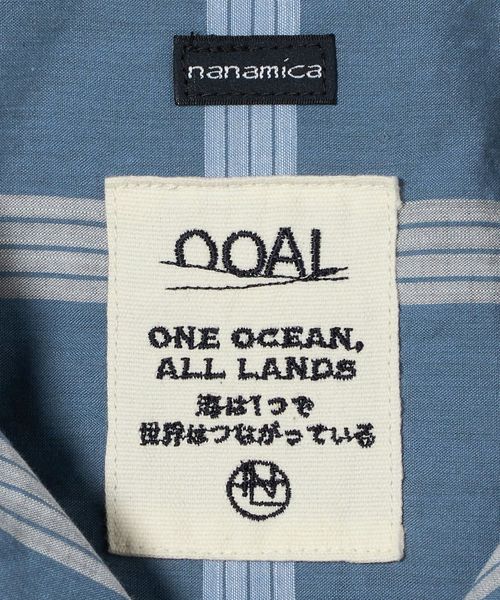 nanamica
OOAL
ONE OCEAN,
ALL LANDS
海は1つで
世界はつながっている